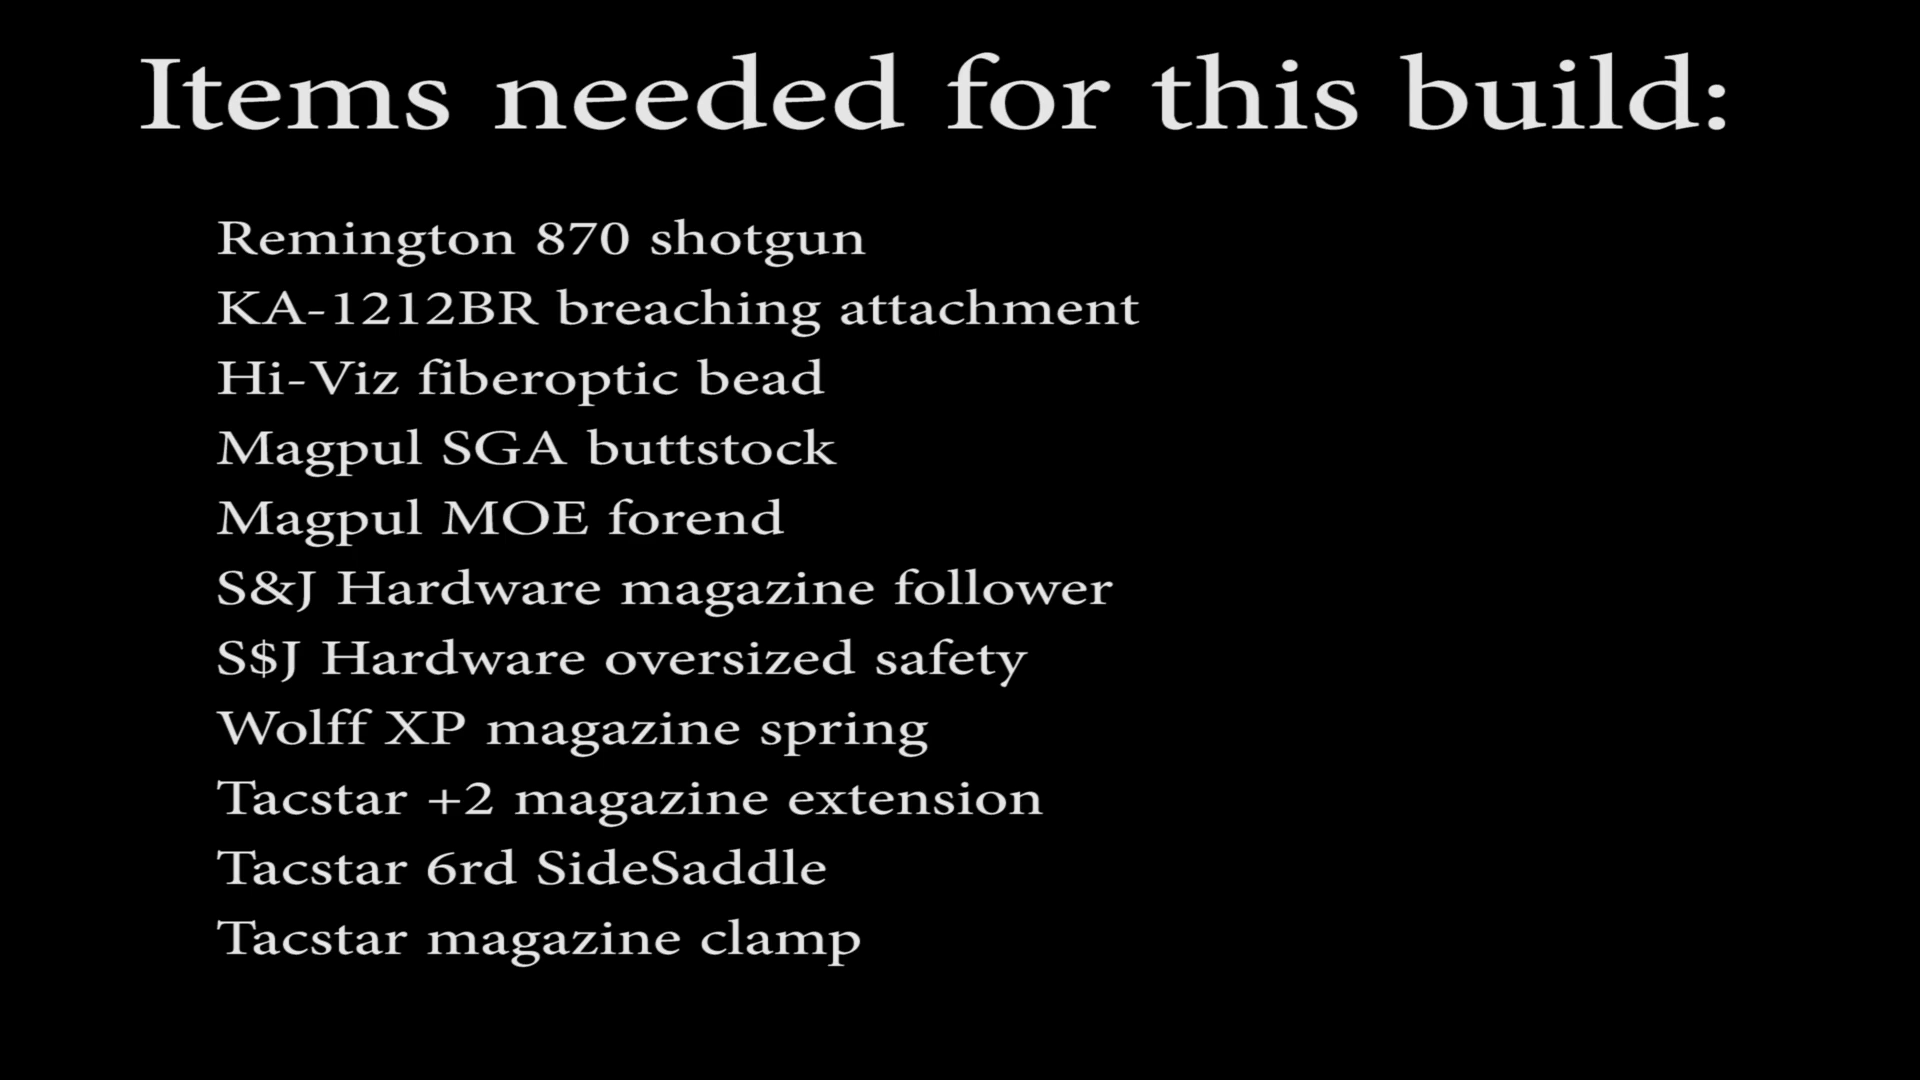 Items needed for this build:
Remington 870 shotgun
KA-1212BR breaching attachment
Hi-Viz fiberoptic bead
Magpul SGA buttstock
Magpul MOE forend
S&J Hardware magazine follower
S$J Hardware oversized safety
Wolff XP magazine spring
Tacstar +2 magazine extension
Tacstar 6rd SideSaddle
Tacstar magazine clamp